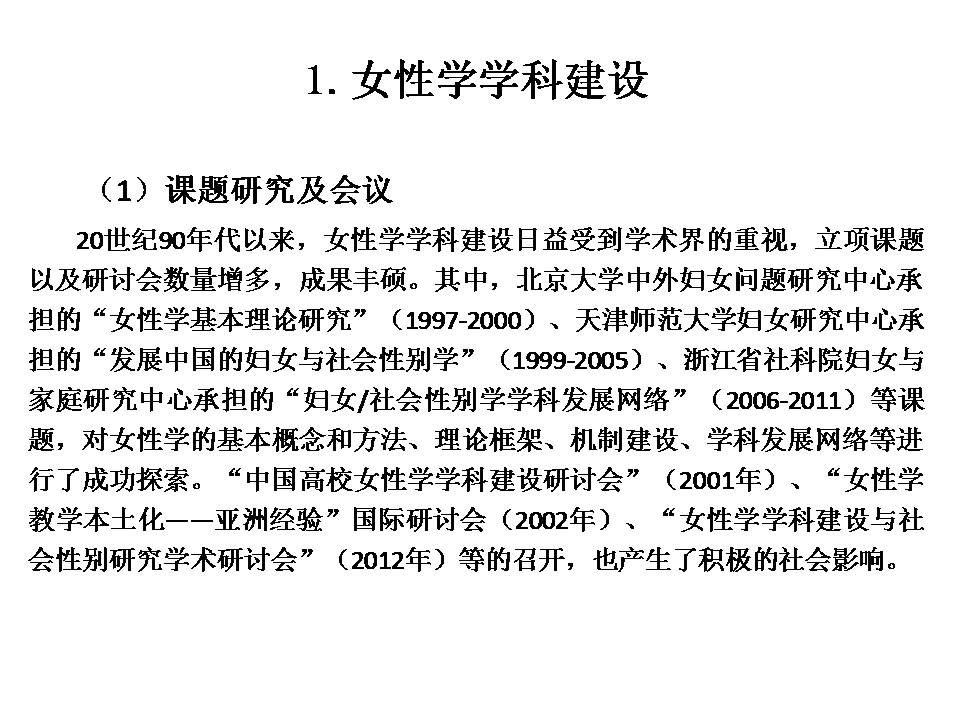 1. 女性学学科建设
（1）课题研究及会议
20世纪90年代以来，女性学学科建设日益受到学术界的重视，立项课题
以及研讨会数量增多，成果丰硕。其中，北京大学中外妇女问题研究中心承
担的“女性学基本理论研究”（1997-2000）、天津师范大学妇女研究中心承
担的“发展中国的妇女与社会性别学”（1999-2005）、浙江省社科院妇女与
家庭研究中心承担的“妇女/社会性别学学科发展网络”（2006-2011）等课
题，对女性学的基本概念和方法、理论框架、机制建设、学科发展网络等进
行了成功探索。“中国高校女性学学科建设研讨会”（2001年）、“女性学
教学本土化——亚洲经验”国际研讨会（2002年）、“女性学学科建设与社
会性别研究学术研讨会”（2012年）等的召开，也产生了积极的社会影响。